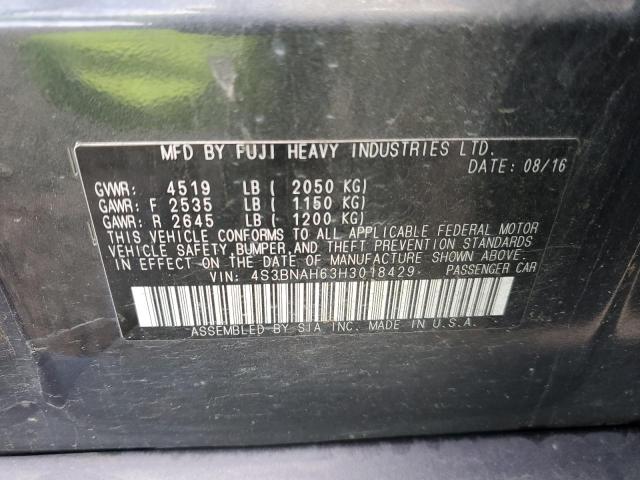 MFD BY FUJI HEAVY INDUSTRIES LTD.
DATE: 08/16
GVWR: 4519 LB ( 2050 KG)
GAWR: F 2535 LB ( 1150 KG)
GAWR: R 2645 LB ( 1200 KG)
THIS VEHICLE CONFORMS TO ALL APPLICABLE FEDERAL MOTOR
VEHICLE SAFETY, BUMPER, AND THEFT PREVENTION STANDARDS
IN EFFECT ON THE DATE OF MANUFACTURE SHOWN ABOVE.
VIN: 4S3BNAH63H3018429 PASSENGER CAR
ASSEMBLED BY SIA INC. MADE IN U.S.A.